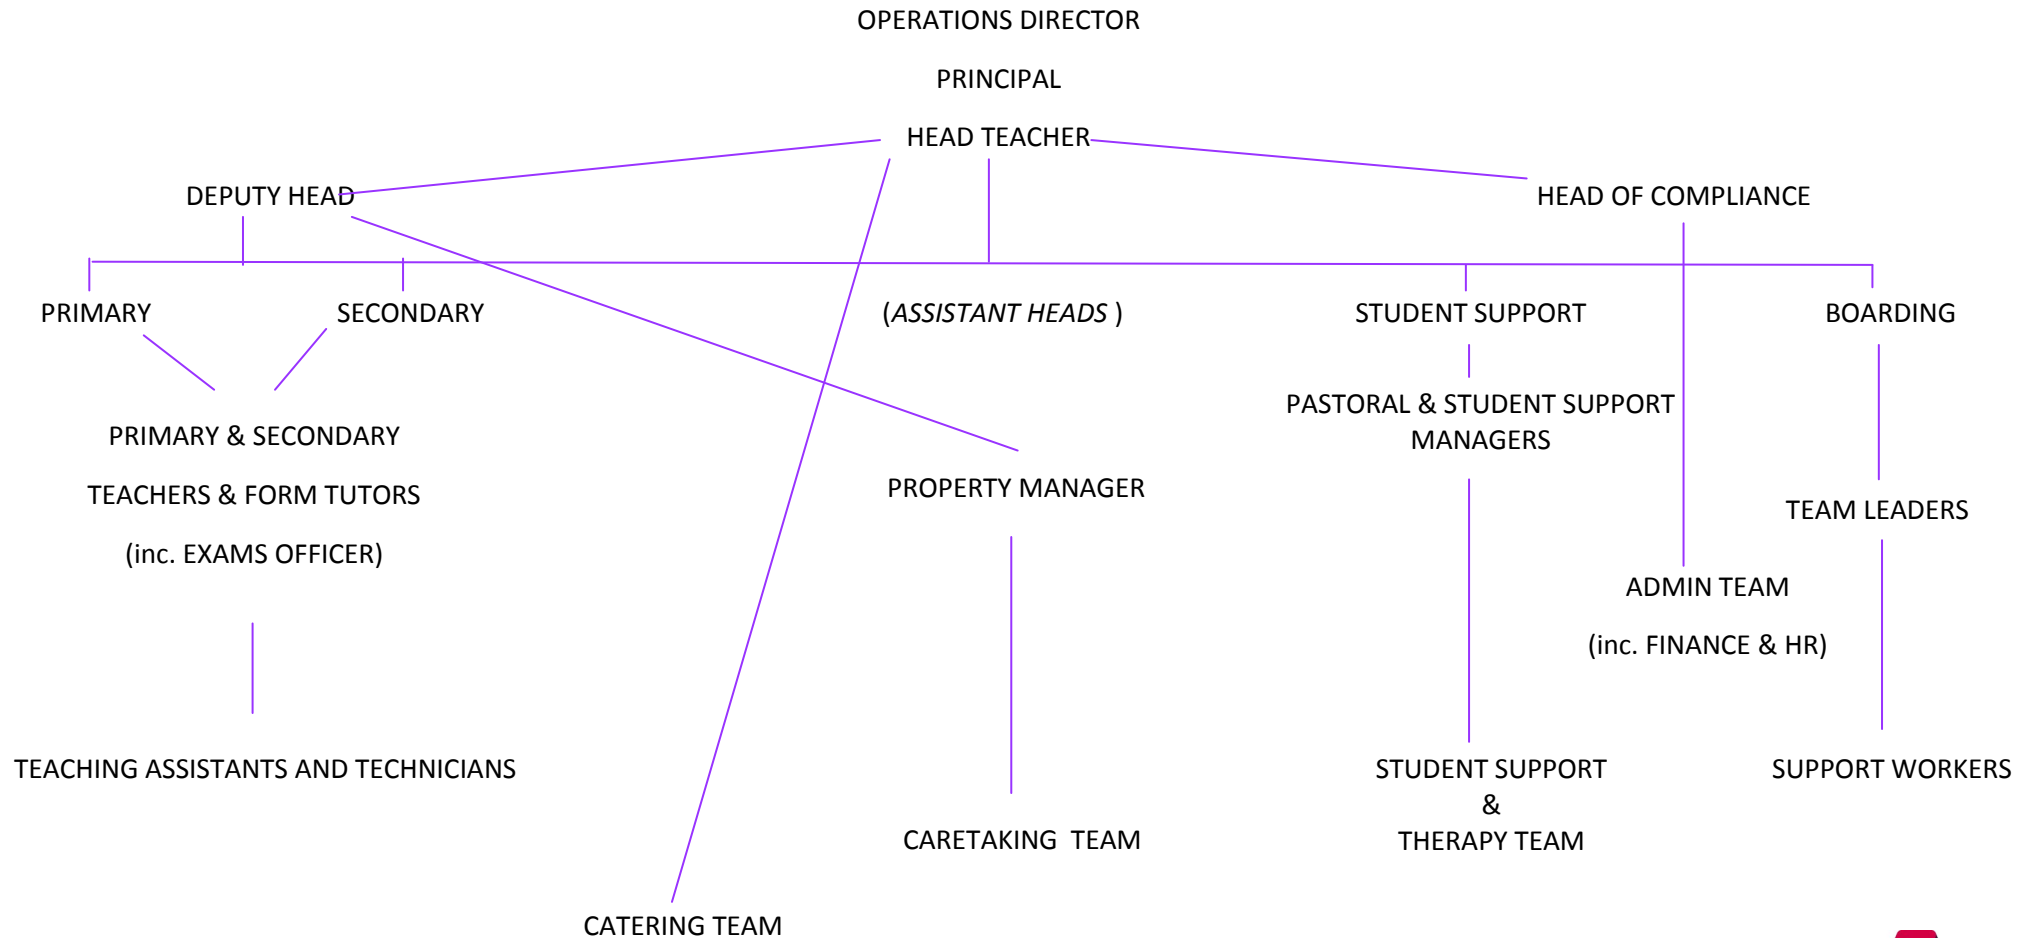 OPERATIONS DIRECTOR
PRINCIPAL
HEAD TEACHER
DEPUTY HEAD
HEAD OF COMPLIANCE
PRIMARY
SECONDARY
(ASSISTANT HEADS )
STUDENT SUPPORT
BOARDING
PRIMARY & SECONDARY
TEACHERS & FORM TUTORS
(inc. EXAMS OFFICER)
PROPERTY MANAGER
PASTORAL & STUDENT SUPPORT
MANAGERS
TEAM LEADERS
ADMIN TEAM
(inc. FINANCE & HR)
TEACHING ASSISTANTS AND TECHNICIANS
CARETAKING  TEAM
STUDENT SUPPORT
&
THERAPY TEAM
SUPPORT WORKERS
CATERING TEAM